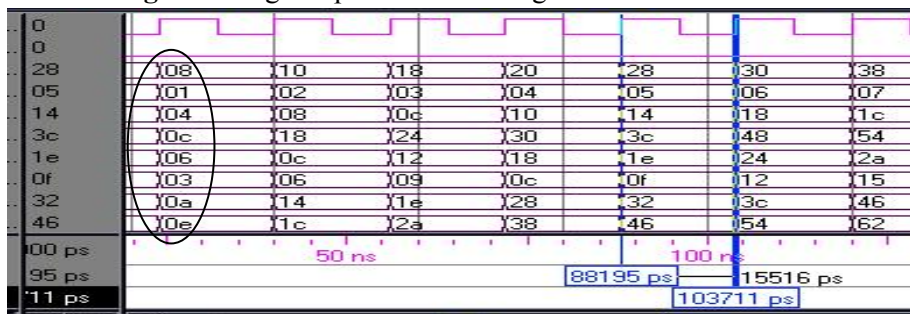 0
0
28 08 10 18 20 28 30 38
05 01 02 03 04 05 06 07
14 04 08 0c 10 14 18 1c
3c 0c 18 24 30 3c 48 54
1e 06 0c 12 18 1e 24 2a
0f 03 06 09 0c 0f 12 15
32 0a 14 1e 28 32 3c 46
46 0e 1c 2a 38 46 54 62
00 ps 50 ns 100 ns
95 ps 88195 ps 15516 ps
11 ps 103711 ps